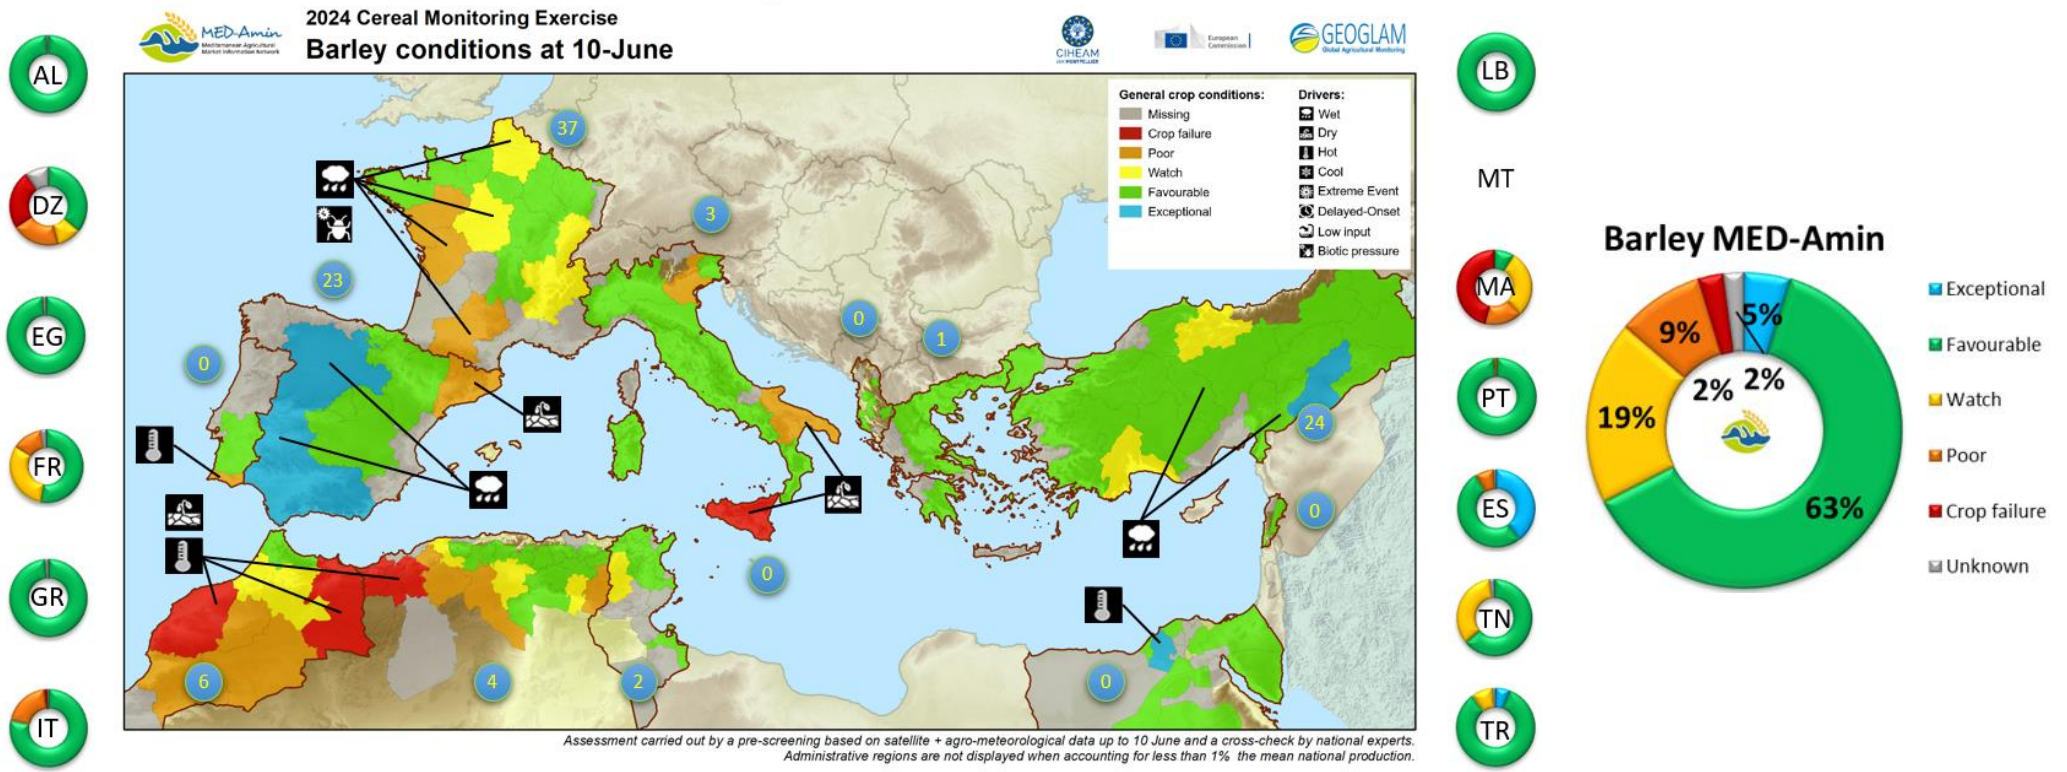 2024 Cereal Monitoring Exercise
Barley conditions at 10-June
MED-Amin
Mediterranean Agricultural
Market Information Network
CIHEAM
European
Commission
GEOGLAM
Global Agricultural Monitoring
AL
DZ
EG
FR
GR
IT
General crop conditions:
Missing
Crop failure
Poor
Watch
Favourable
Exceptional
Drivers:
Wet
Dry
Hot
Cool
Extreme Event
Delayed-Onset
Low input
Biotic pressure
37
3
23
0
0
1
24
0
0
6
4
2
0
Assessment carried out by a pre-screening based on satellite + agro-meteorological data up to 10 June and a cross-check by national experts.
Administrative regions are not displayed when accounting for less than 1% the mean national production.
LB
MT
MA
PT
ES
TN
TR
Barley MED-Amin
5%
9%
2%
2%
19%
63%
Exceptional
Favourable
Watch
Poor
Crop failure
Unknown